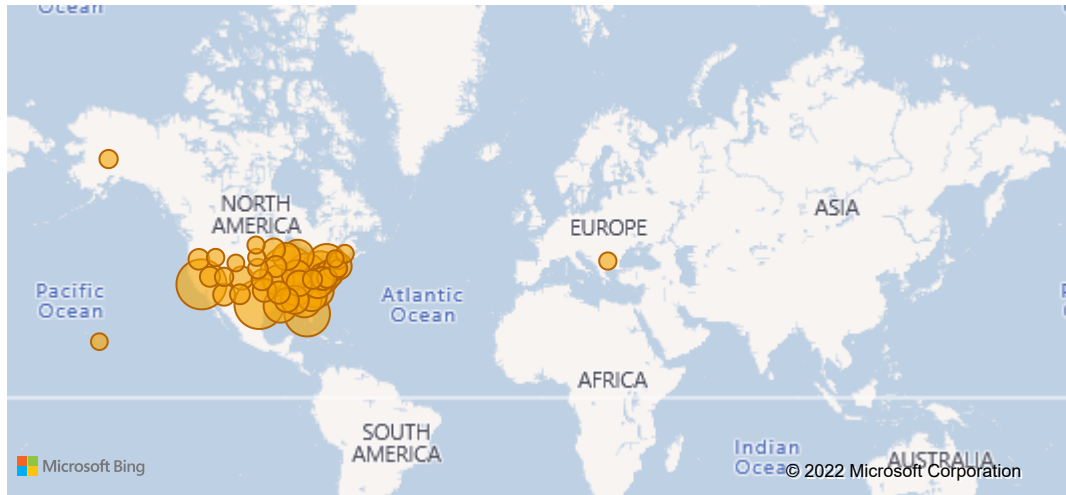 Ocean
NORTH
AMERICA
EUROPE
ASIA
Pacific
Ocean
Atlantic
Ocean
AFRICA
SOUTH
AMERICA
Indian
Ocean
AUSTRALIA
Microsoft Bing
© 2022 Microsoft Corporation